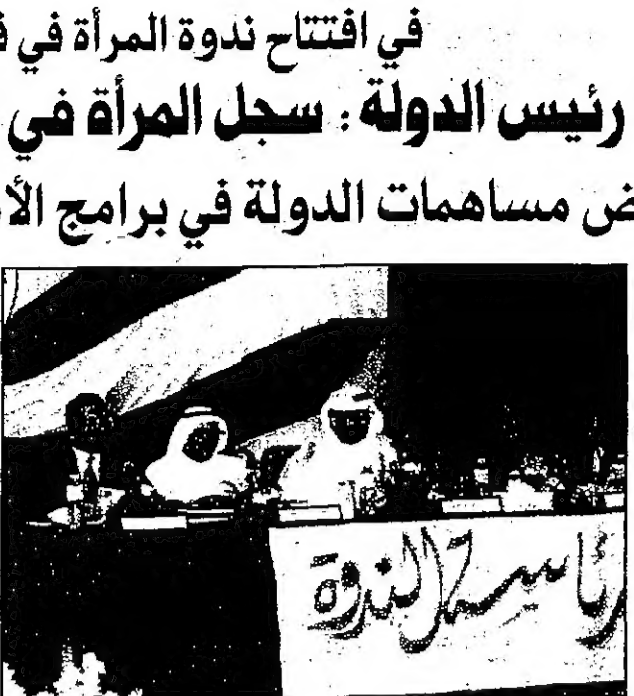 في افتتاح ندوة المرأة في
رئيس الدولة : سجل المرأة في
مساهمات الدولة في برامج
رئاسة الندوة